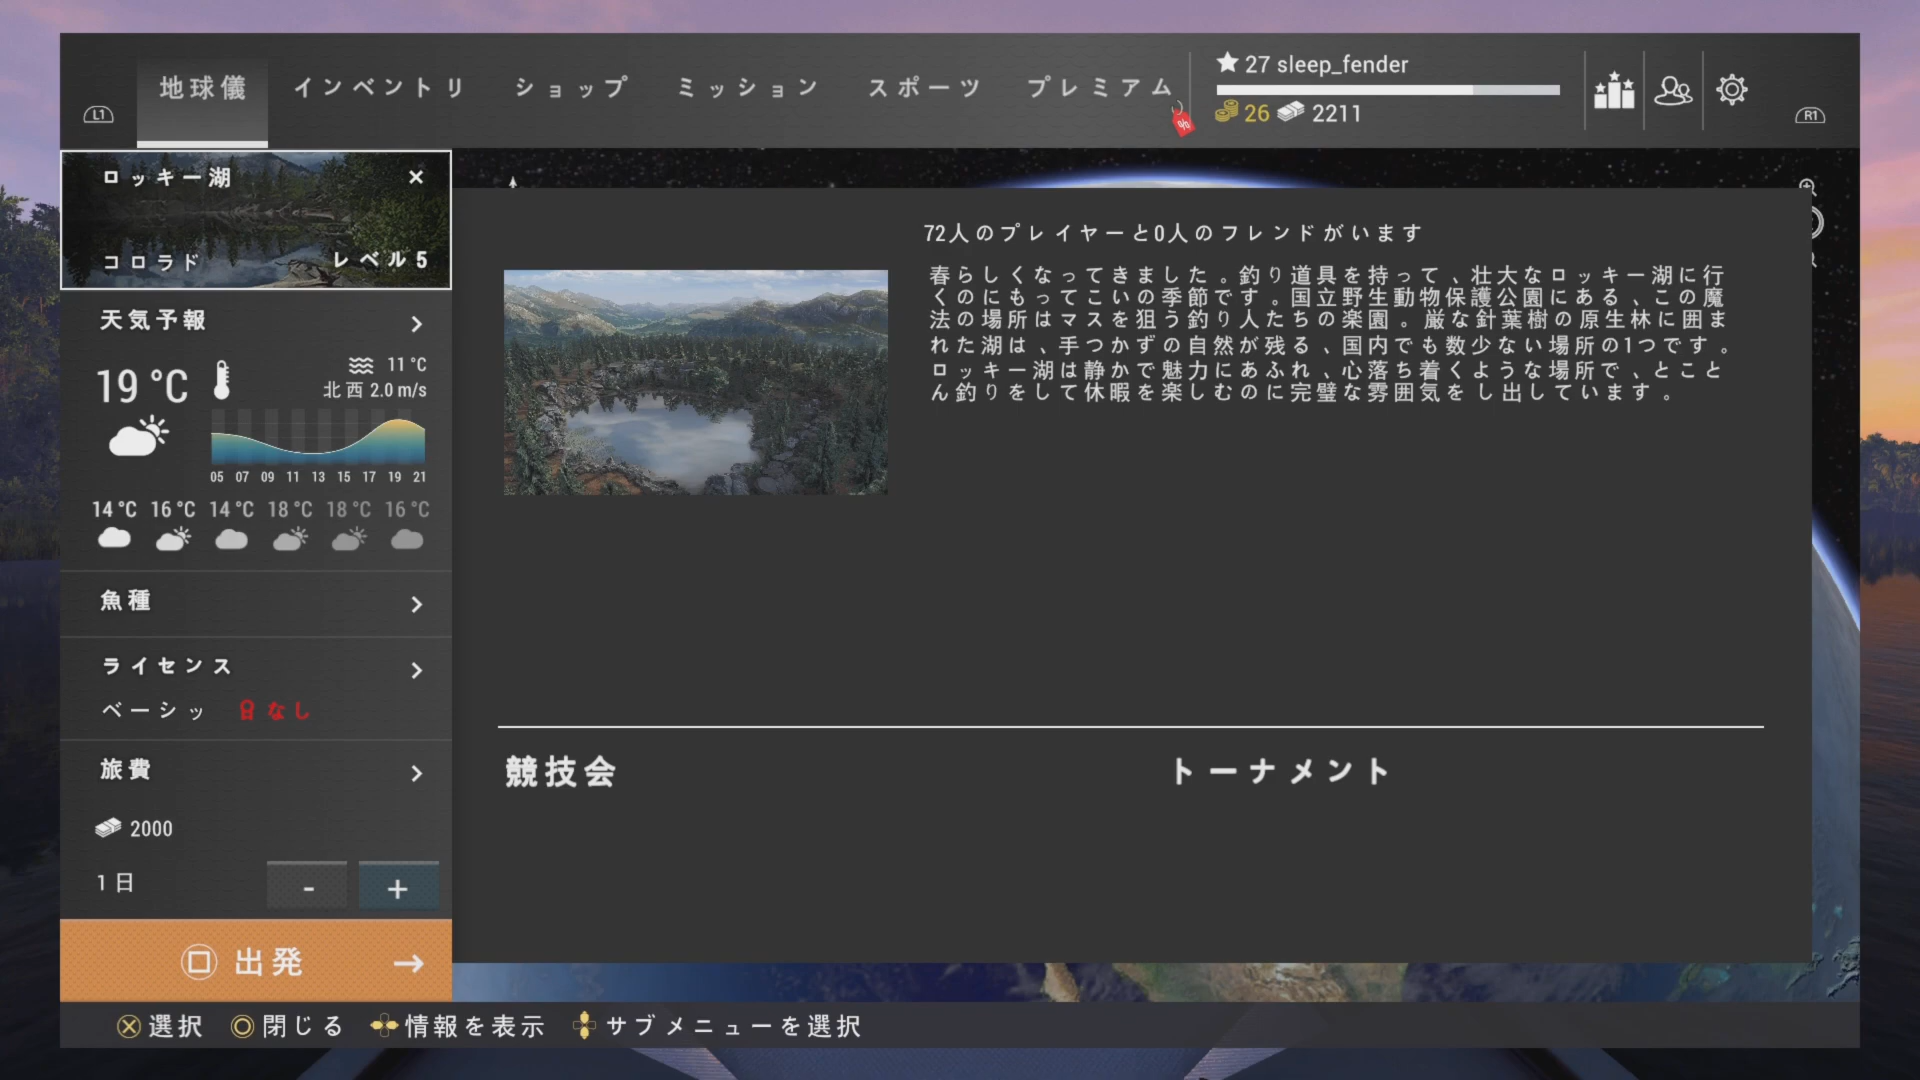 L1
地球儀
インベントリ
ショップ
ミッション
スポーツ
プレミアム
%
27 sleep_fender
26 2211
R1
ロッキー湖
コロラド
レベル 5
天気予報
19 °C
11 °C
北西 2.0 m/s
05 07 09 11 13 15 17 19 21
14 °C 16 °C 14 °C 18 °C 18 °C 16 °C
魚種
ライセンス
ベーシッ なし
旅費
2000
1 日
- +
出発
72人のプレイヤーと0人のフレンドがいます
春らしくなってきました。釣り道具を持って、壮大なロッキー湖に行
くのにもってこいの季節です。国立野生動物保護公園にある、この魔
法の場所はマスを狙う釣り人たちの楽園。厳な針葉樹の原生林に囲ま
れた湖は、手つかずの自然が残る、国内でも数少ない場所の1つです。
ロッキー湖は静かで魅力にあふれ、心落ち着くような場所で、とこと
ん釣りをして休暇を楽しむのに完璧な雰囲気をし出しています。
競技会
トーナメント
選択 閉じる 情報を表示 サブメニューを選択